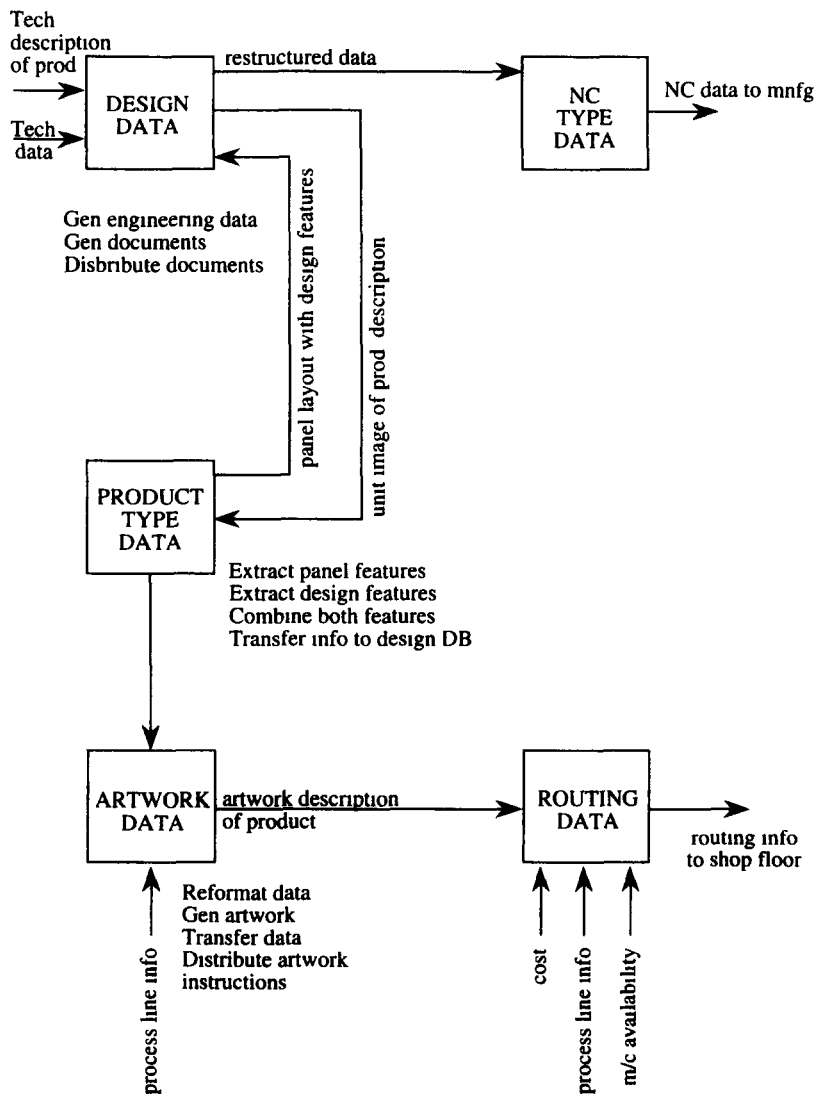 Tech
description
of prod
Tech
data
DESIGN
DATA
restructured data
NC
TYPE
DATA
NC data to mnfg
Gen engineering data
Gen documents
Disbribute documents
panel layout with design features
unit image of prod description
PRODUCT
TYPE
DATA
Extract panel features
Extract design features
Combine both features
Transfer info to design DB
ARTWORK
DATA
artwork description
of product
ROUTING
DATA
routing info
to shop floor
process line info
Reformat data
Gen artwork
Transfer data
Distribute artwork
instructions
cost
process line info
m/c availability